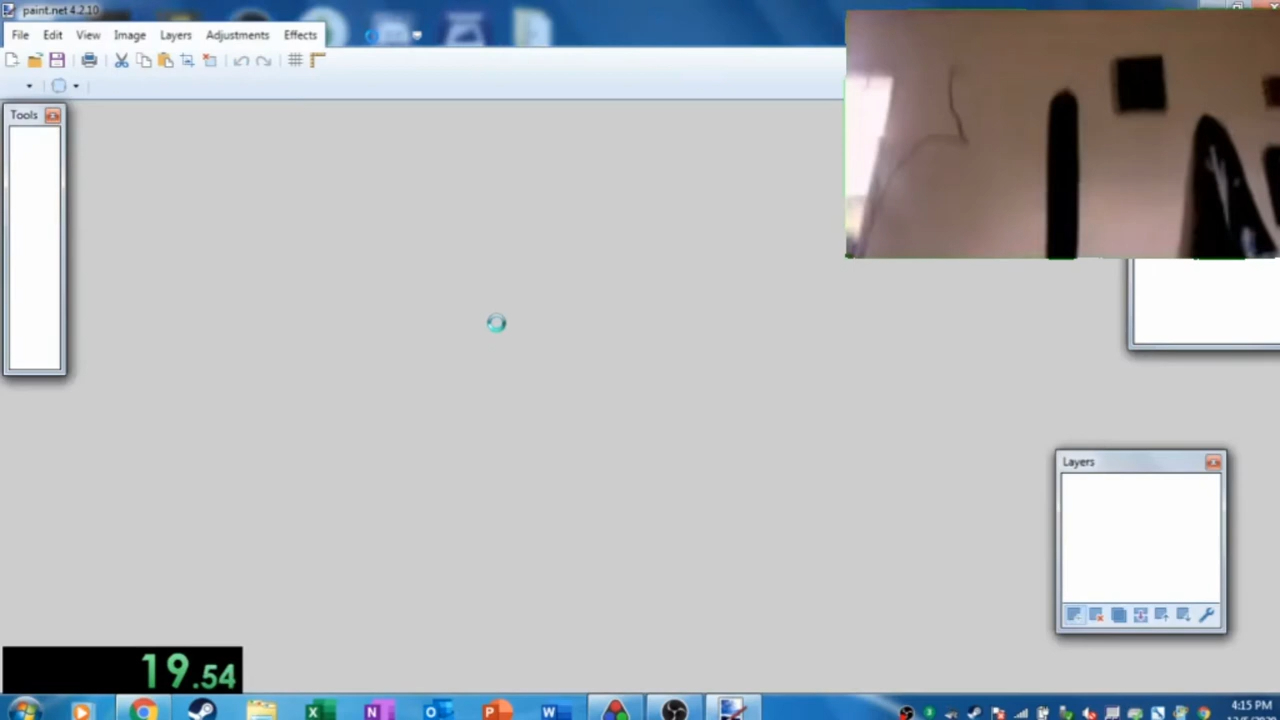 paint.net 4.2.10
File Edit View Image Layers Adjustments Effects
Tools
Layers
19.54
4:15 PM